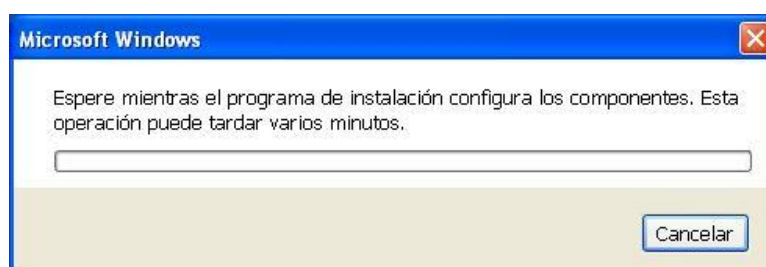 Microsoft Windows
Espere mientras el programa de instalación configura los componentes. Esta
operación puede tardar varios minutos.
Cancelar